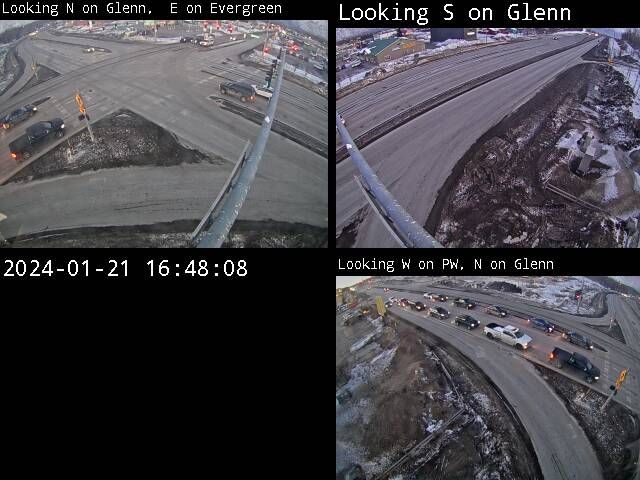 Looking N on Glenn, E on Evergreen
Looking S on Glenn
2024-01-21 16:48:08
Looking W on PW, N on Glenn